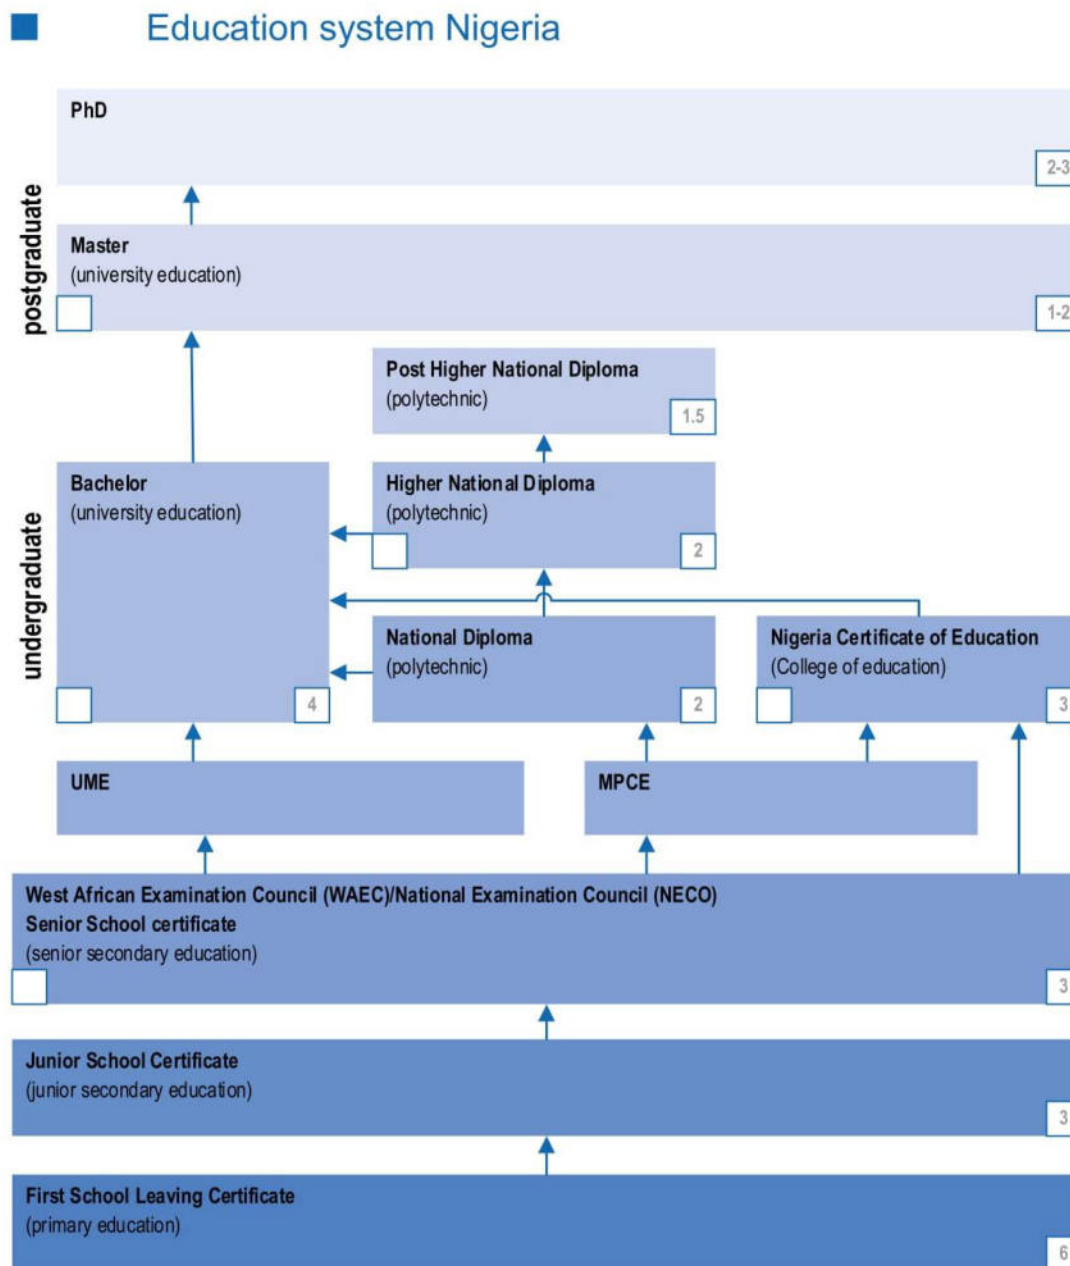 Education system Nigeria
postgraduate
PhD
2-3
Master
(university education)
1-2
Post Higher National Diploma
(polytechnic)
1.5
undergraduate
Bachelor
(university education)
4
Higher National Diploma
(polytechnic)
2
National Diploma
(polytechnic)
2
Nigeria Certificate of Education
(College of education)
3
UME
MPCE
West African Examination Council (WAEC)/National Examination Council (NECO)
Senior School certificate
(senior secondary education)
3
Junior School Certificate
(junior secondary education)
3
First School Leaving Certificate
(primary education)
6